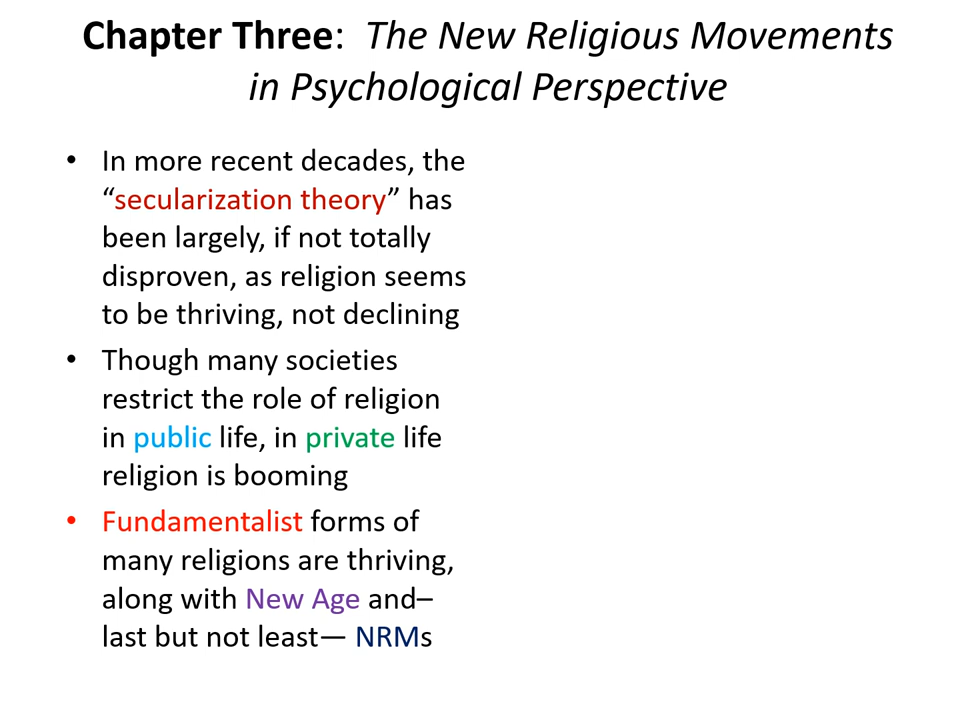 Chapter Three:  The New Religious Movements
in Psychological Perspective
• In more recent decades, the
“secularization theory” has
been largely, if not totally
disproven, as religion seems
to be thriving, not declining
• Though many societies
restrict the role of religion
in public life, in private life
religion is booming
• Fundamentalist forms of
many religions are thriving,
along with New Age and–
last but not least— NRMs